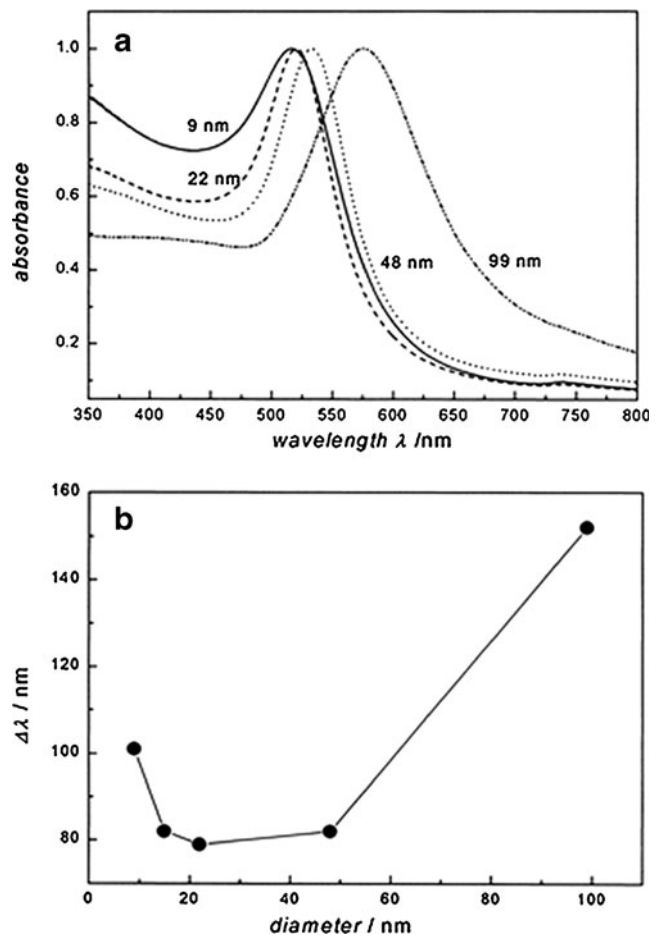 a
1.0
0.8
0.6
0.4
0.2
absorbance
9 nm
22 nm
48 nm
99 nm
350 400 450 500 550 600 650 700 750 800
wavelength λ /nm
b
160
140
120
100
80
Δλ / nm
0 20 40 60 80 100
diameter / nm